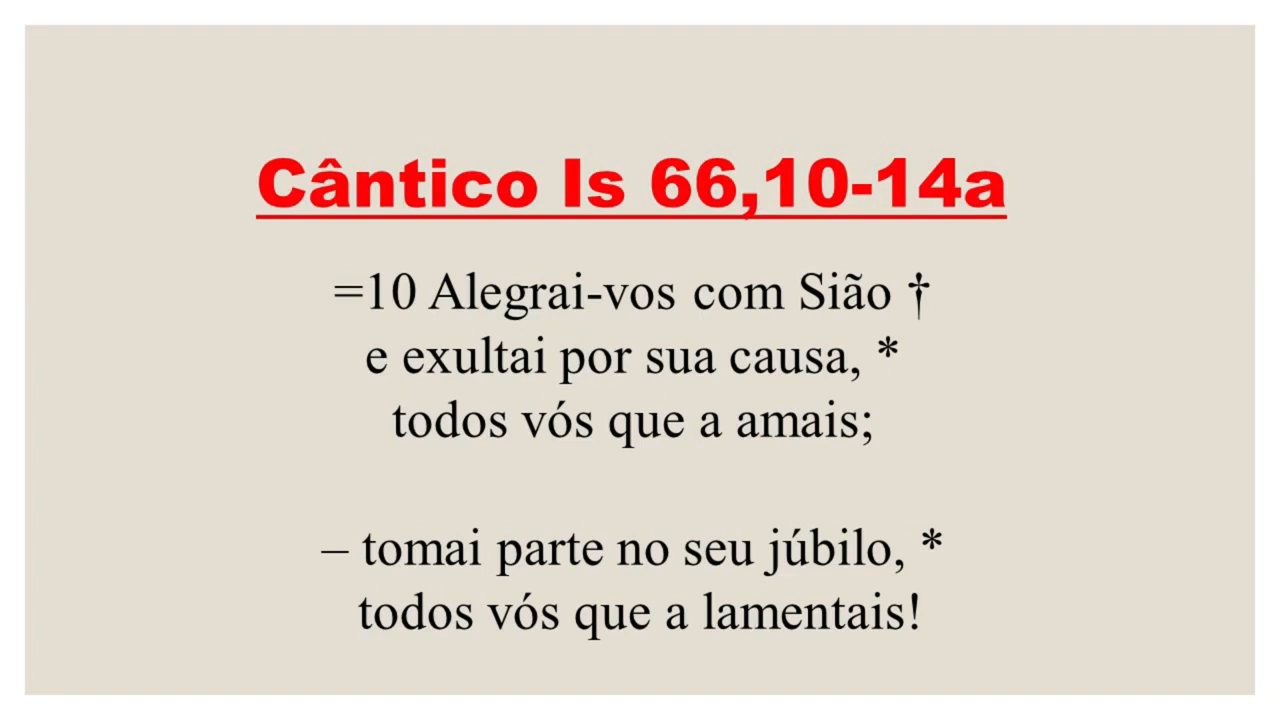 Cântico Is 66,10-14a
=10 Alegrai-vos com Sião †
e exultai por sua causa, *
todos vós que a amais;
– tomai parte no seu júbilo, *
todos vós que a lamentais!